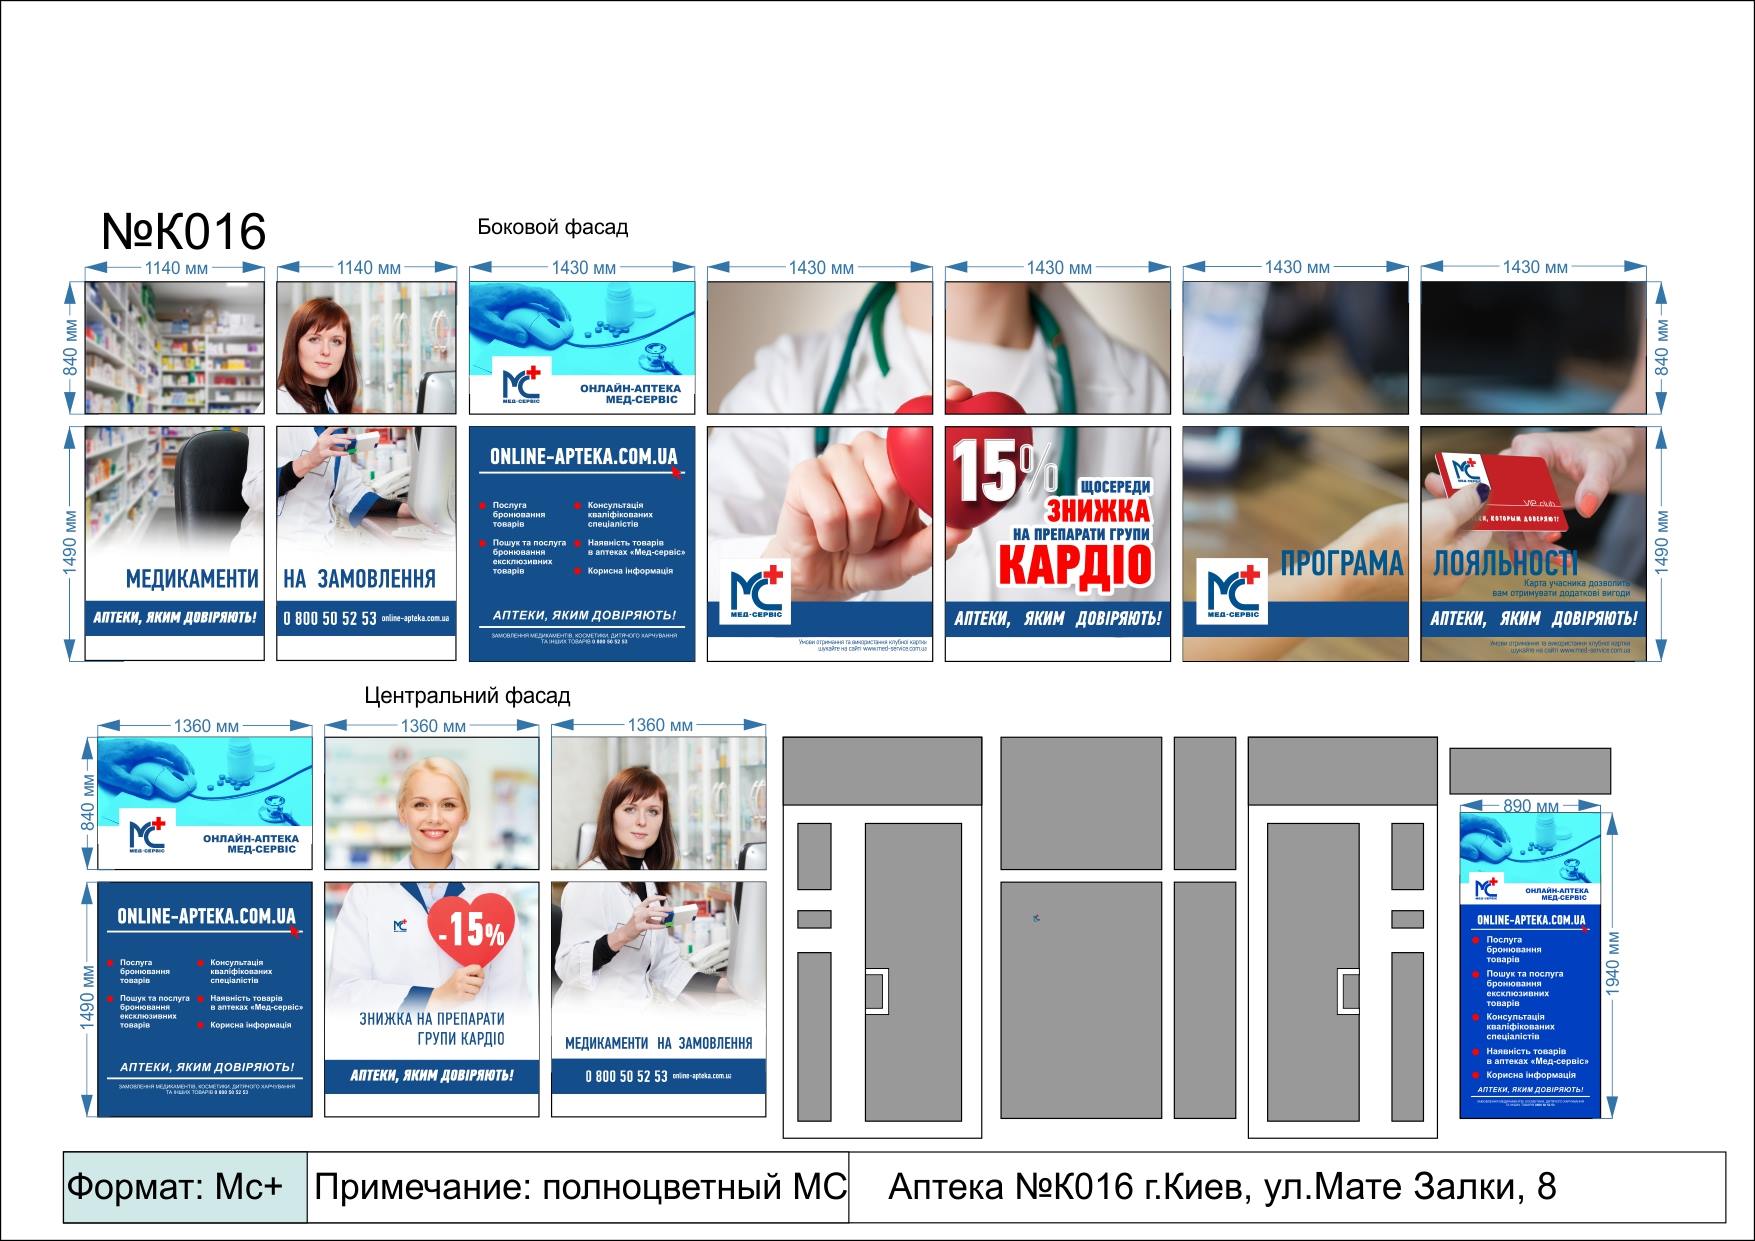 №К016
Боковой фасад
1140 мм
1140 мм
1430 мм
1430 мм
1430 мм
1430 мм
1430 мм
840 мм
840 мм
МС
МЕД-СЕРВІС
ОНЛАЙН-АПТЕКА
МЕД-СЕРВІС
1490 мм
1490 мм
МЕДИКАМЕНТИ
АПТЕКИ, ЯКИМ ДОВІРЯЮТЬ!
НА ЗАМОВЛЕННЯ
0 800 50 52 53 online-apteka.com.ua
ONLINE-APTEKA.COM.UA
Послуга
бронювання
товарів
Пошук та послуга
бронювання
ексклюзивних
товарів
Консультація
кваліфікованих
спеціалістів
Наявність товарів
в аптеках «Мед-сервіс»
Корисна інформація
АПТЕКИ, ЯКИМ ДОВІРЯЮТЬ!
ЗАМОВЛЕННЯ МЕДИКАМЕНТІВ, КОСМЕТИКИ, ДИТЯЧОГО ХАРЧУВАННЯ
ТА ІНШИХ ТОВАРІВ 0 800 50 52 53
МС
МЕД-СЕРВІС
Умови отримання та використання клубної картки
шукайте на сайті www.med-service.com.ua
15%
ЩОСЕРЕДИ
ЗНИЖКА
НА ПРЕПАРАТИ ГРУПИ
КАРДІО
АПТЕКИ, ЯКИМ ДОВІРЯЮТЬ!
ПРОГРАМА
МС
МЕД-СЕРВІС
МС
VIP club
КОТОРЫМ ДОВЕРЯЮТ!
ЛОЯЛЬНОСТІ
Карта учасника дозволить
вам отримувати додаткові вигоди
АПТЕКИ, ЯКИМ ДОВІРЯЮТЬ!
Умови отримання та використання клубної картки
шукайте на сайті www.med-service.com.ua
Центральний фасад
1360 мм
1360 мм
1360 мм
840 мм
МС
МЕД-СЕРВІС
ОНЛАЙН-АПТЕКА
МЕД-СЕРВІС
1490 мм
ONLINE-APTEKA.COM.UA
Послуга
бронювання
товарів
Пошук та послуга
бронювання
ексклюзивних
товарів
Консультація
кваліфікованих
спеціалістів
Наявність товарів
в аптеках «Мед-сервіс»
Корисна інформація
АПТЕКИ, ЯКИМ ДОВІРЯЮТЬ!
ЗАМОВЛЕННЯ МЕДИКАМЕНТІВ, КОСМЕТИКИ, ДИТЯЧОГО ХАРЧУВАННЯ
ТА ІНШИХ ТОВАРІВ 0 800 50 52 53
МС
-15%
ЗНИЖКА НА ПРЕПАРАТИ
ГРУПИ КАРДІО
АПТЕКИ, ЯКИМ ДОВІРЯЮТЬ!
МЕДИКАМЕНТИ НА ЗАМОВЛЕННЯ
0 800 50 52 53 online-apteka.com.ua
890 мм
1940 мм
МС
МЕД-СЕРВІС
ОНЛАЙН-АПТЕКА
МЕД-СЕРВІС
ONLINE-APTEKA.COM.UA
Послуга
бронювання
товарів
Пошук та послуга
бронювання
ексклюзивних
товарів
Консультація
кваліфікованих
спеціалістів
Наявність товарів
в аптеках «Мед-сервіс»
Корисна інформація
АПТЕКИ, ЯКИМ ДОВІРЯЮТЬ!
Формат: Мс+
Примечание: полноцветный МС
Аптека №К016 г.Киев, ул.Мате Залки, 8